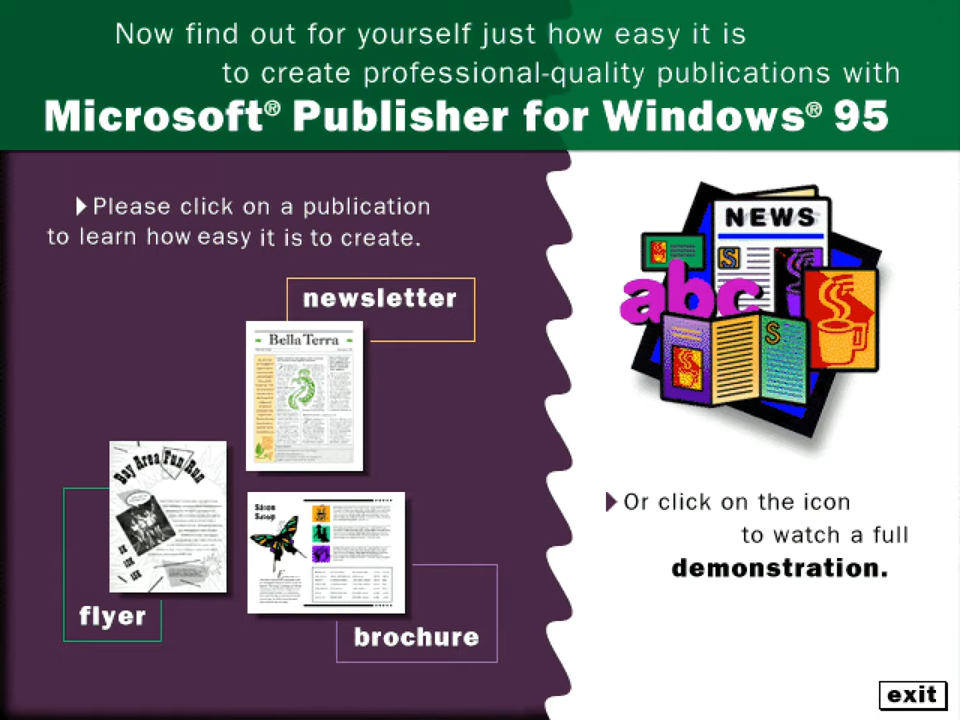 Now find out for yourself just how easy it is
to create professional-quality publications with
Microsoft® Publisher for Windows® 95
Please click on a publication
to learn how easy it is to create.
newsletter
Bella Terra
Bay Area Fun Run
flyer
brochure
NEWS
abc
S
S
Or click on the icon
to watch a full
demonstration.
exit